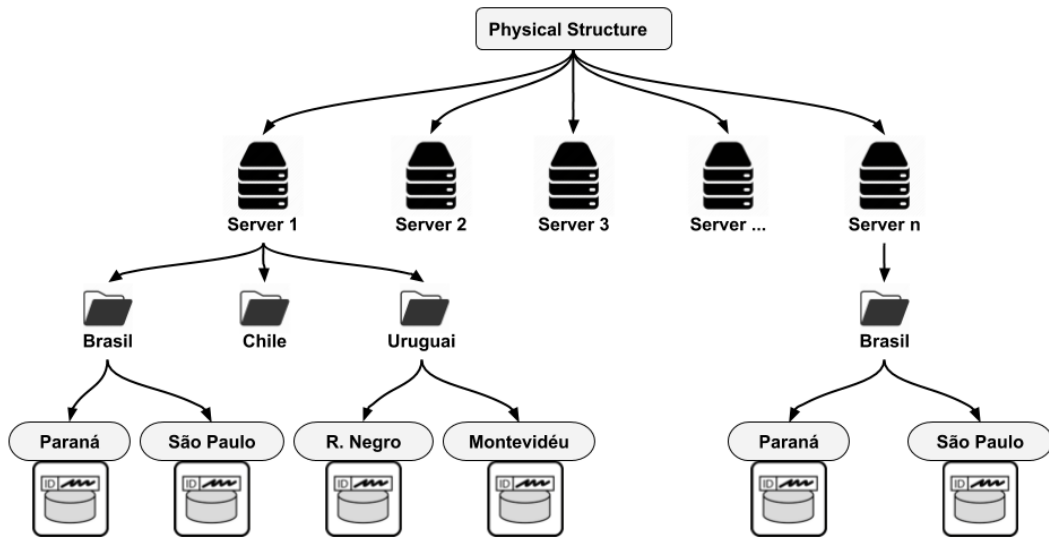 Physical Structure
Server 1
Server 2
Server 3
Server ...
Server n
Brasil
Chile
Uruguai
Brasil
Paraná
São Paulo
R. Negro
Montevidéu
Paraná
São Paulo
ID
ID
ID
ID
ID
ID